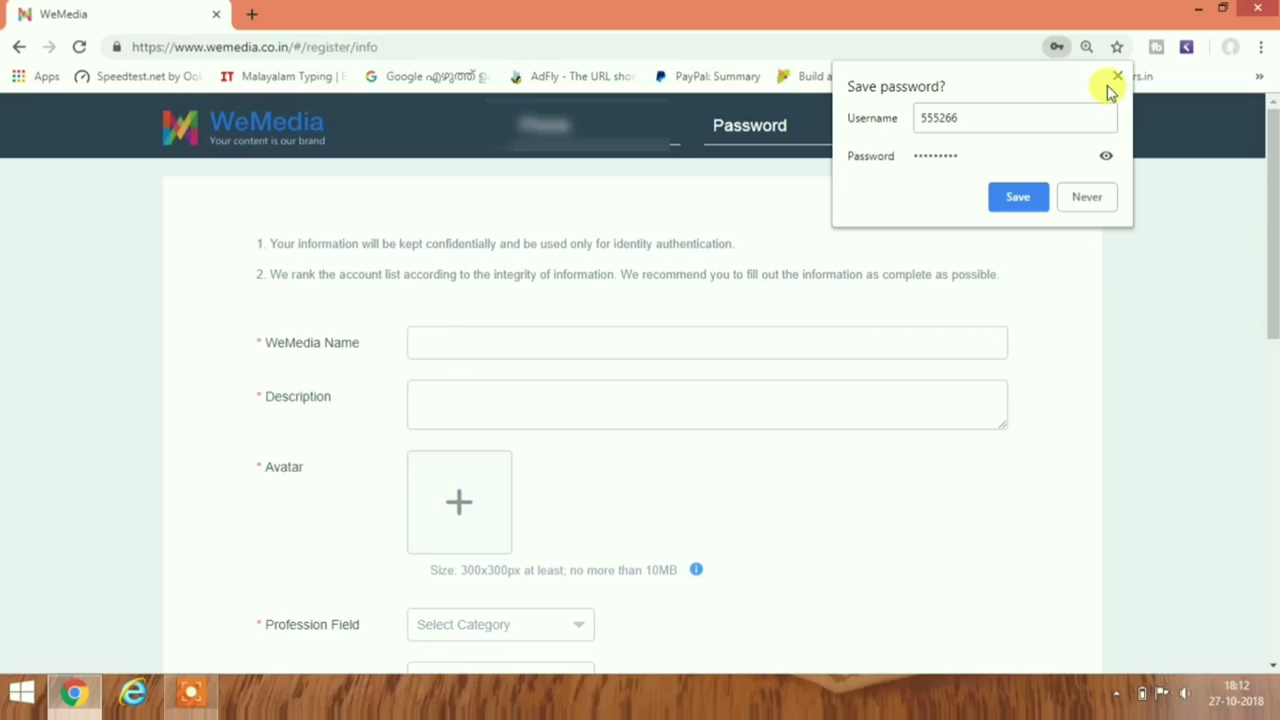 WeMedia
https://www.wemedia.co.in/#/register/info
Apps Speedtest.net by Ook IT Malayalam Typing | Google എഴുത്ത് ഉ AdFly - The URL shor PayPal: Summary Build a rs.in
WeMedia
Your content is our brand
Password
Save password?
Username 555266
Password •••••••••
Save Never
1. Your information will be kept confidentially and be used only for identity authentication.
2. We rank the account list according to the integrity of information. We recommend you to fill out the information as complete as possible.
* WeMedia Name
* Description
* Avatar
Size: 300x300px at least; no more than 10MB
* Profession Field Select Category
18:12
27-10-2018